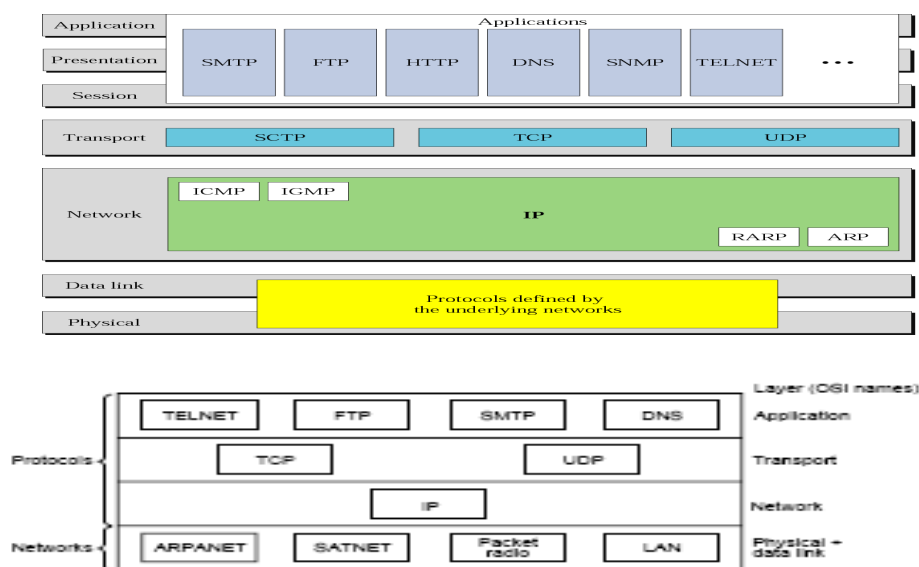 Applications
Application
Presentation
Session
SMTP FTP HTTP DNS SNMP TELNET • • •
Transport SCTP TCP UDP
ICMP IGMP
Network IP
RARP ARP
Data link
Physical
Protocols defined by
the underlying networks
Layer (OSI names)
TELNET FTP SMTP DNS Application
Protocols TCP UDP Transport
IP Network
Networks ARPANET SATNET Packet
radio LAN Physical +
data link